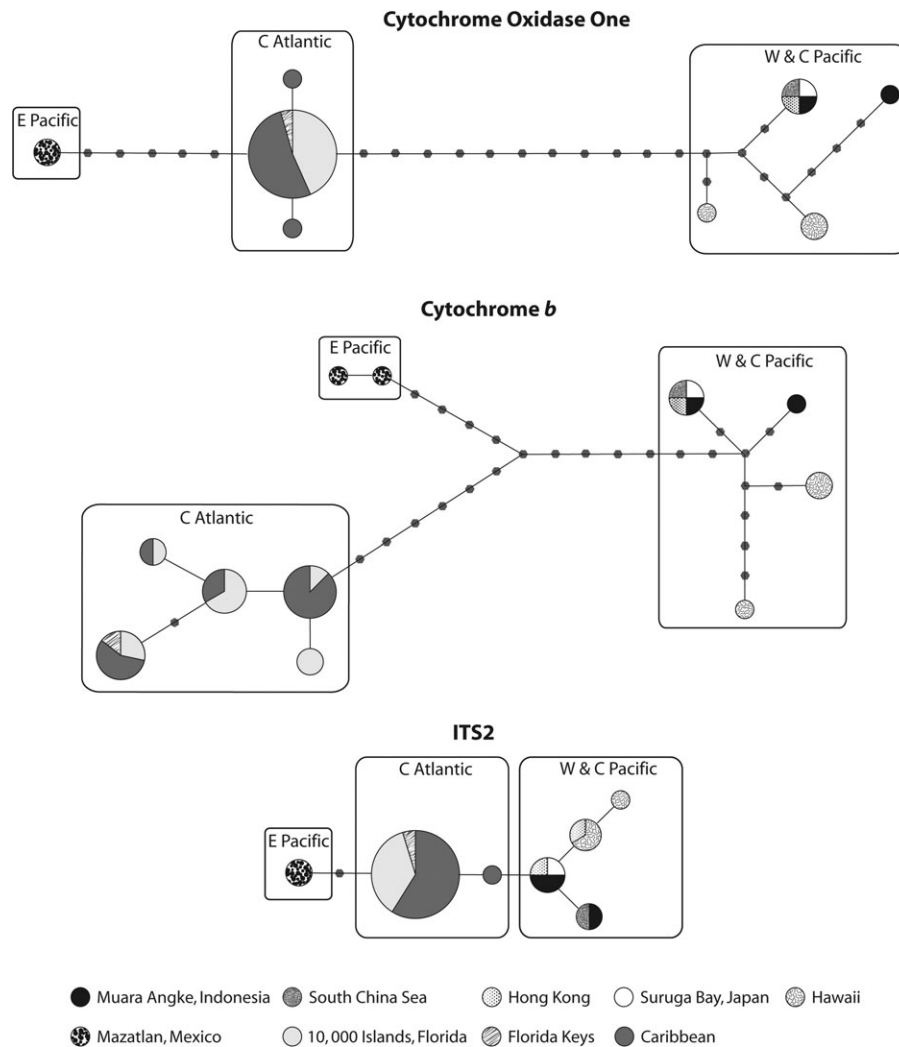 Cytochrome Oxidase One
C Atlantic
W & C Pacific
E Pacific
Cytochrome b
E Pacific
W & C Pacific
C Atlantic
ITS2
C Atlantic
W & C Pacific
E Pacific
Muara Angke, Indonesia
South China Sea
Hong Kong
Suruga Bay, Japan
Hawaii
Mazatlan, Mexico
10,000 Islands, Florida
Florida Keys
Caribbean